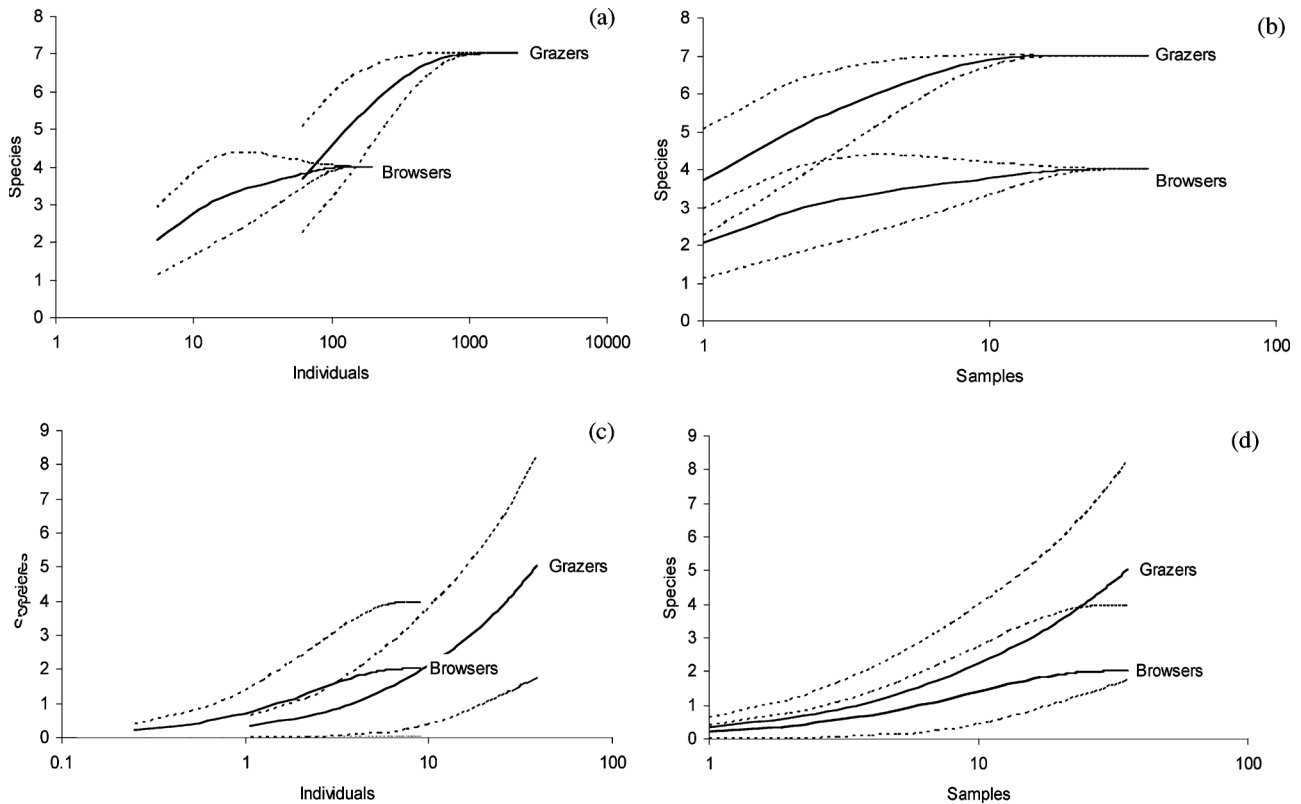 (a)
8
7
6
5
4
3
2
1
0
Species
Grazers
Browsers
1 10 100 1000 10000
Individuals
(b)
8
7
6
5
4
3
2
1
0
Species
Grazers
Browsers
1 10 100
Samples
(c)
9
8
7
6
5
4
3
2
1
0
Grazers
Browsers
0.1 1 10 100
Individuals
(d)
9
8
7
6
5
4
3
2
1
0
Species
Grazers
Browsers
1 10 100
Samples